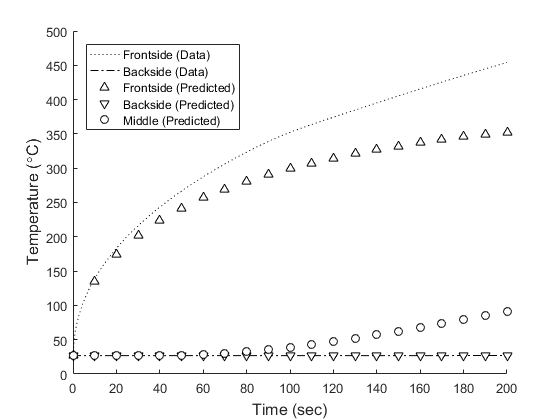 500
450
400
350
300
250
200
150
100
50
0
Temperature (°C)
Frontside (Data)
Backside (Data)
Frontside (Predicted)
Backside (Predicted)
Middle (Predicted)
0 20 40 60 80 100 120 140 160 180 200
Time (sec)